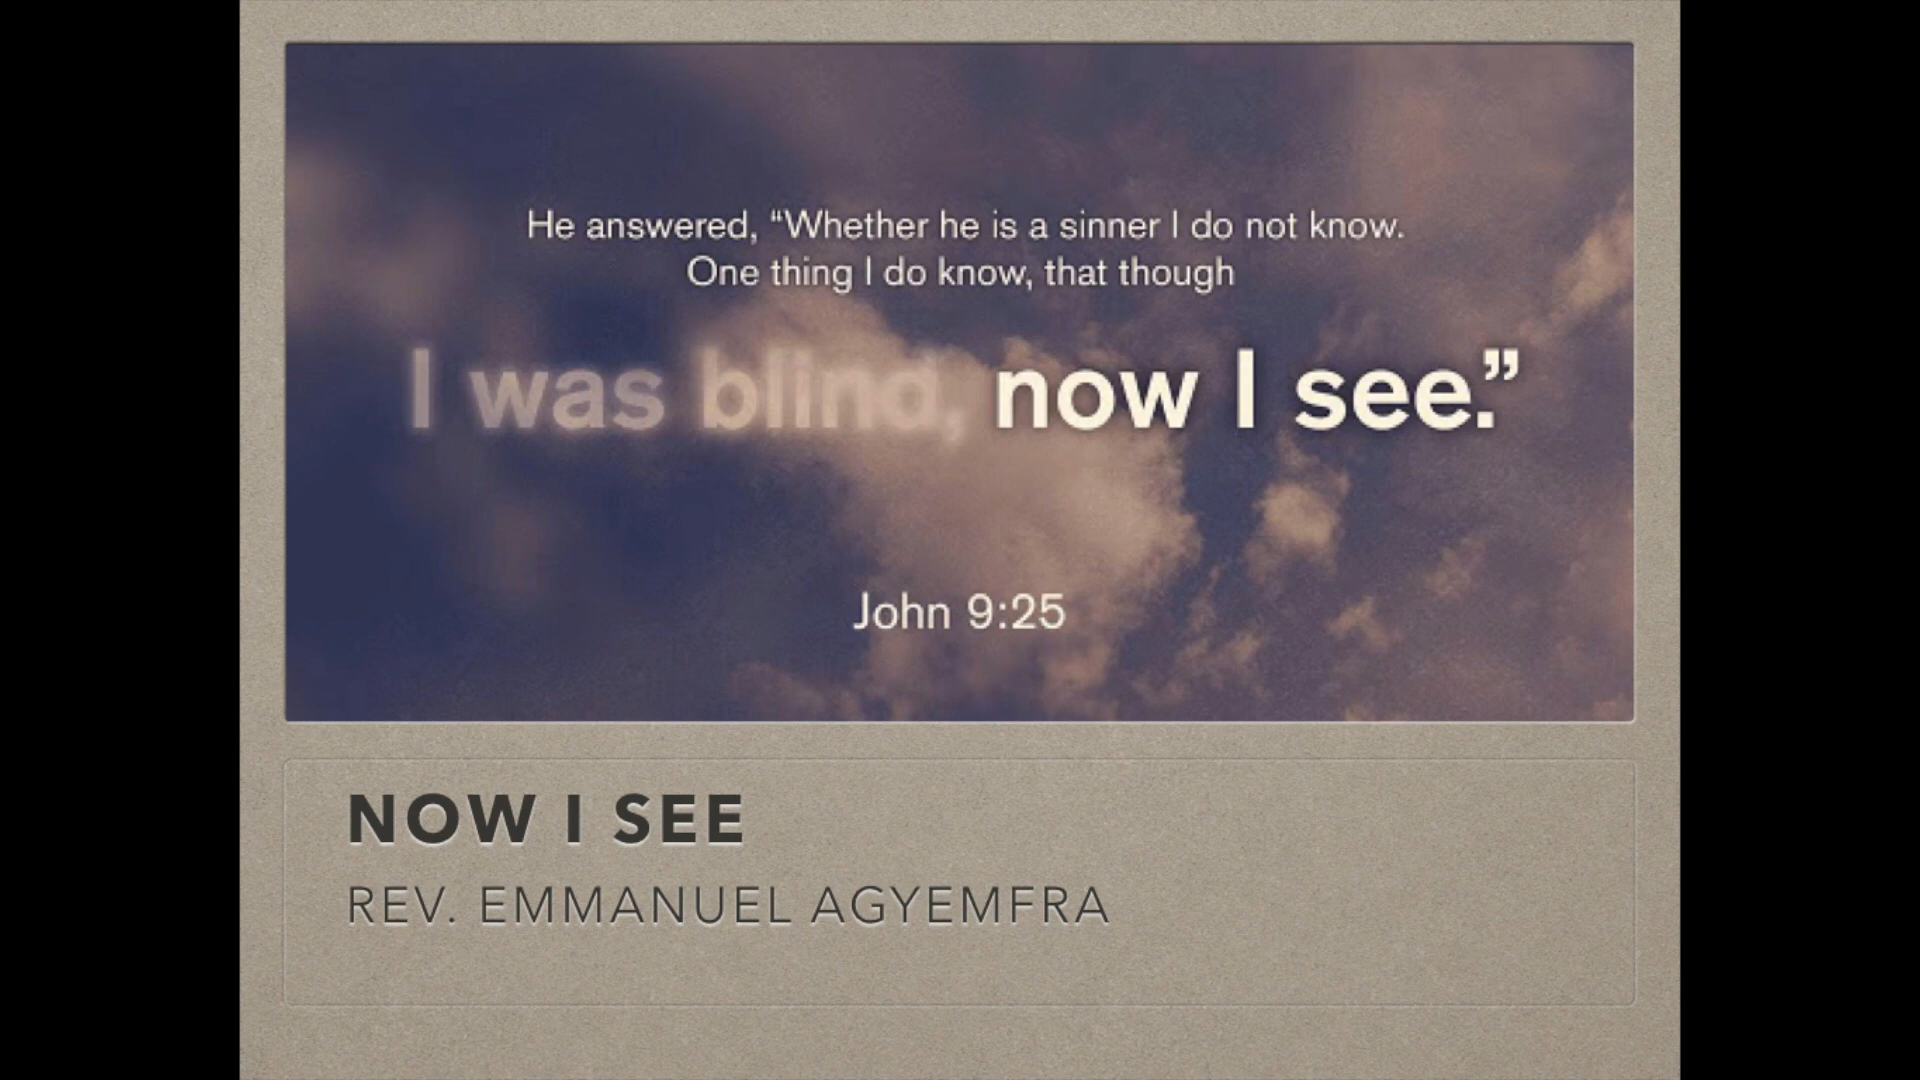 He answered, “Whether he is a sinner I do not know.
One thing I do know, that though
I was blind, now I see.”
John 9:25
NOW I SEE
REV. EMMANUEL AGYEMFRA